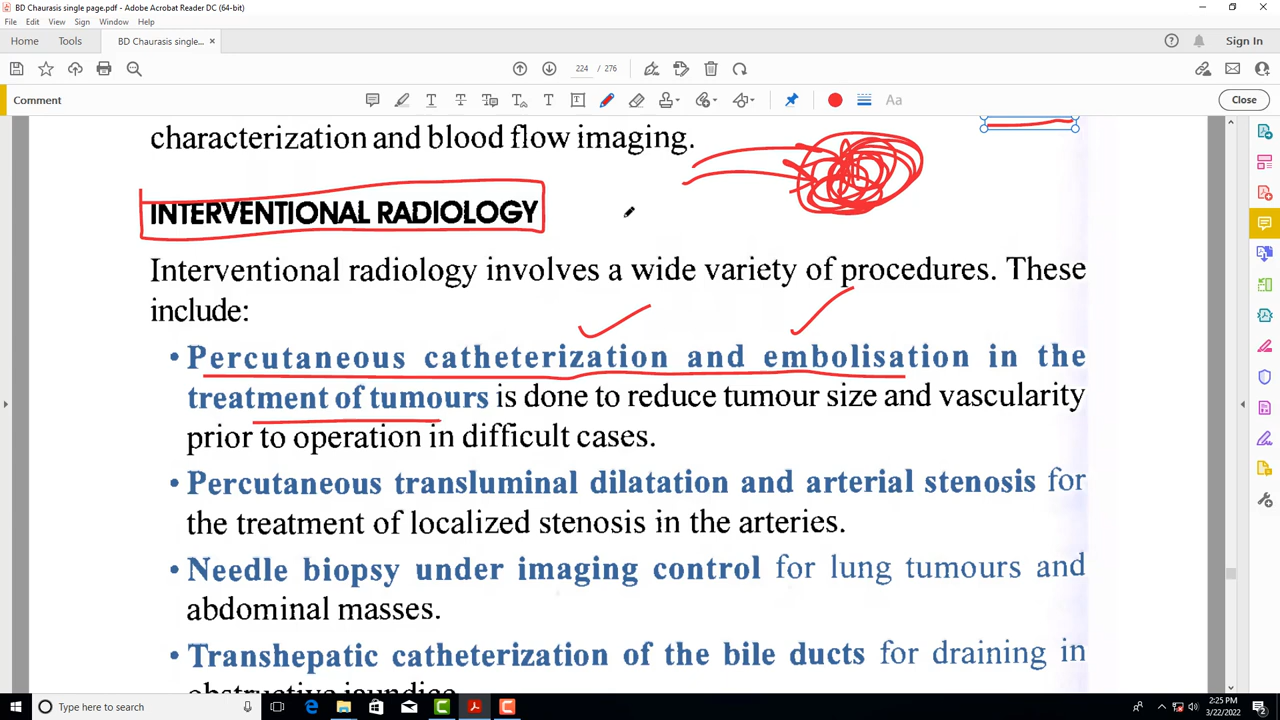 BD Chaurasis single page.pdf - Adobe Acrobat Reader DC (64-bit)
File Edit View Sign Window Help
Home Tools BD Chaurasis single... × Sign In
224 / 276
Comment Aa Close
characterization and blood flow imaging.
INTERVENTIONAL RADIOLOGY
Interventional radiology involves a wide variety of procedures. These
include:
• Percutaneous catheterization and embolisation in the
treatment of tumours is done to reduce tumour size and vascularity
prior to operation in difficult cases.
• Percutaneous transluminal dilatation and arterial stenosis for
the treatment of localized stenosis in the arteries.
• Needle biopsy under imaging control for lung tumours and
abdominal masses.
• Transhepatic catheterization of the bile ducts for draining in
obstructive jaundice.
Type here to search
2:25 PM
3/22/2022